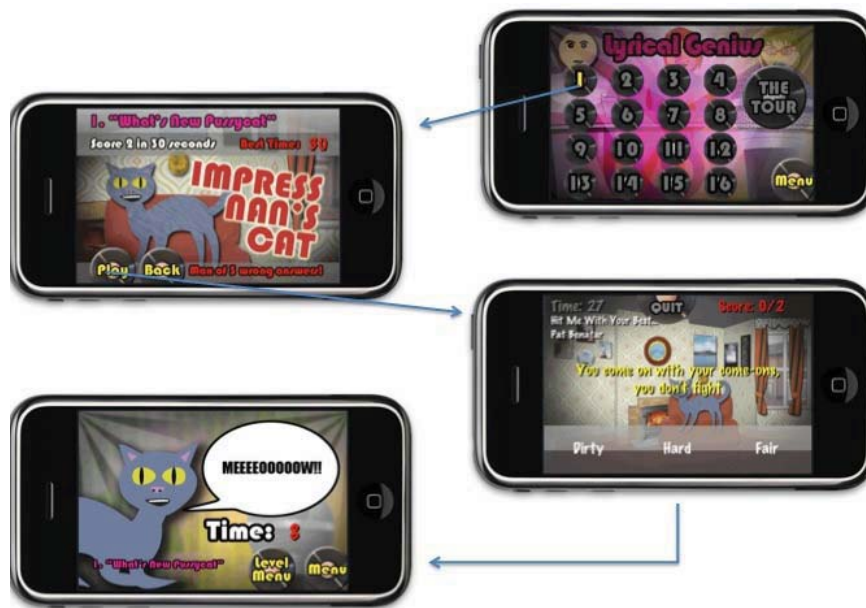 Lyrical Genius
1 2 3 4
THE TOUR
5 6 7 8
9 10 11 12
13 14 15 16
Menu
1. "What's New Pussycat"
Score 2 in 30 seconds
Best Time:
IMPRESS
NAN'S
CAT
Play
Back
Max of 5 wrong answers!
Time: 27
QUIT
Score: 0/2
Hit Me With Your Best...
Pat Benatar
You come on with your come-ons,
you don't fight
Dirty
Hard
Fair
MEEEEOOOOOW!!
Time:
1. "What's New Pussycat"
Level
Menu
Menu